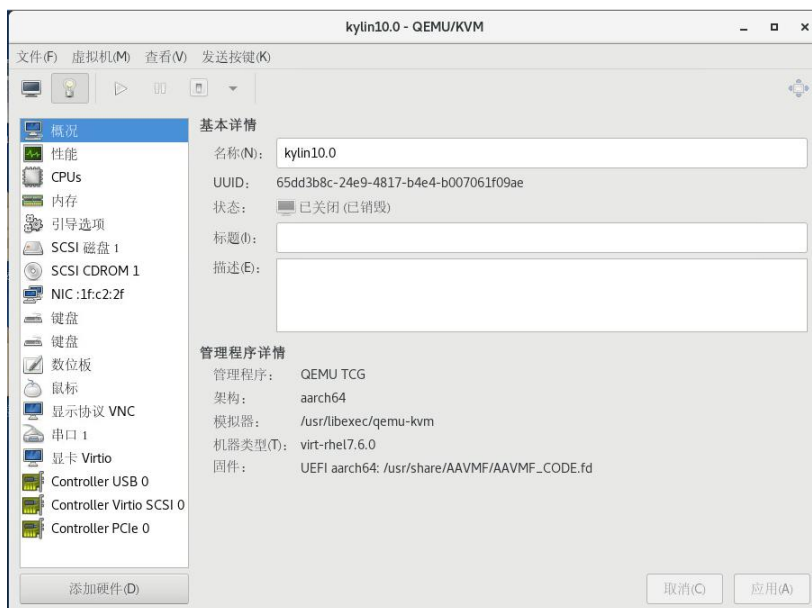 kylin10.0 - QEMU/KVM
文件(F) 虚拟机(M) 查看(V) 发送按键(K)
概况
性能
CPUs
内存
引导选项
SCSI 磁盘 1
SCSI CDROM 1
NIC :1f:c2:2f
键盘
键盘
数位板
鼠标
显示协议 VNC
串口 1
显卡 Virtio
Controller USB 0
Controller Virtio SCSI 0
Controller PCIe 0
添加硬件(D)
基本详情
名称(N): kylin10.0
UUID: 65dd3b8c-24e9-4817-b4e4-b007061f09ae
状态: 已关闭 (已销毁)
标题(I):
描述(E):
管理程序详情
管理程序: QEMU TCG
架构: aarch64
模拟器: /usr/libexec/qemu-kvm
机器类型(T): virt-rhel7.6.0
固件: UEFI aarch64: /usr/share/AAVMF/AAVMF_CODE.fd
取消(C) 应用(A)